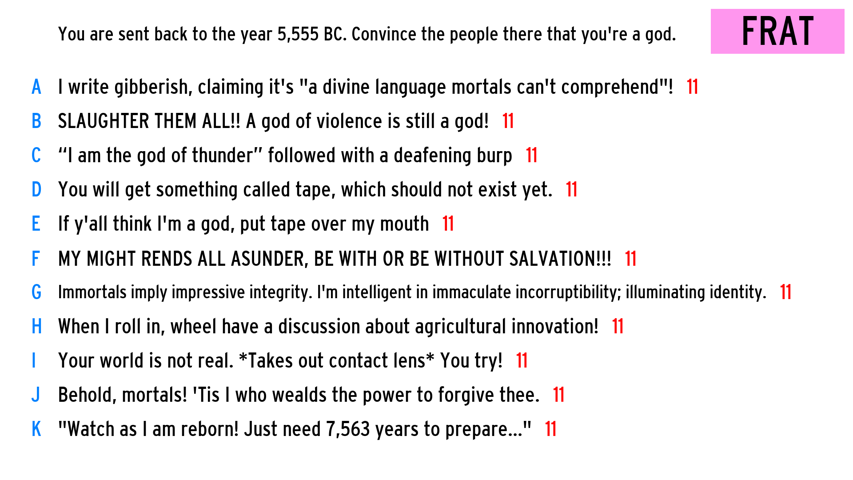 You are sent back to the year 5,555 BC. Convince the people there that you're a god.
FRAT
A I write gibberish, claiming it's "a divine language mortals can't comprehend"! 11
B SLAUGHTER THEM ALL!! A god of violence is still a god! 11
C “I am the god of thunder” followed with a deafening burp 11
D You will get something called tape, which should not exist yet. 11
E If y'all think I'm a god, put tape over my mouth 11
F MY MIGHT RENDS ALL ASUNDER, BE WITH OR BE WITHOUT SALVATION!!! 11
G Immortals imply impressive integrity. I'm intelligent in immaculate incorruptibility; illuminating identity. 11
H When I roll in, wheel have a discussion about agricultural innovation! 11
I Your world is not real. *Takes out contact lens* You try! 11
J Behold, mortals! 'Tis I who wealds the power to forgive thee. 11
K "Watch as I am reborn! Just need 7,563 years to prepare..." 11